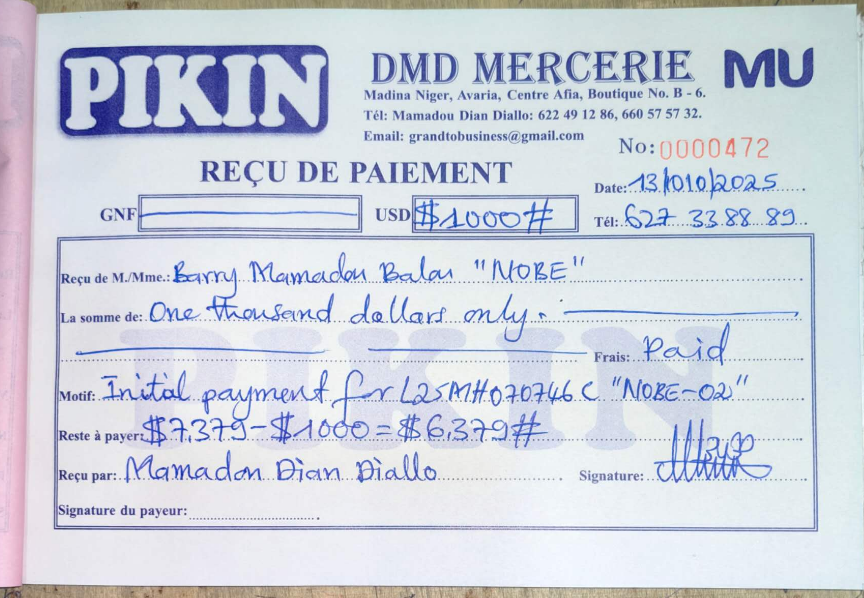 PIKIN
DMD MERCERIE
MU
Madina Niger, Avaria, Centre Afia, Boutique No. B - 6.
Tél: Mamadou Dian Diallo: 622 49 12 86, 660 57 57 32.
Email: grandtobusiness@gmail.com
No: 0000472
REÇU DE PAIEMENT
Date: 13/010/2025
GNF
USD $1000#
Tél: 627 33 88 89
Reçu de M./Mme.: Barry Mamadou Balou "NOBE"
La somme de: One thousand dollars only.
Frais: Paid
Motif: Inital payment for L25MH070746C "NOBE-02"
Reste à payer: $7,379-$1000=$6,379#
Reçu par: Mamadou Dian Diallo
Signature:
Signature du payeur:
PIKIN